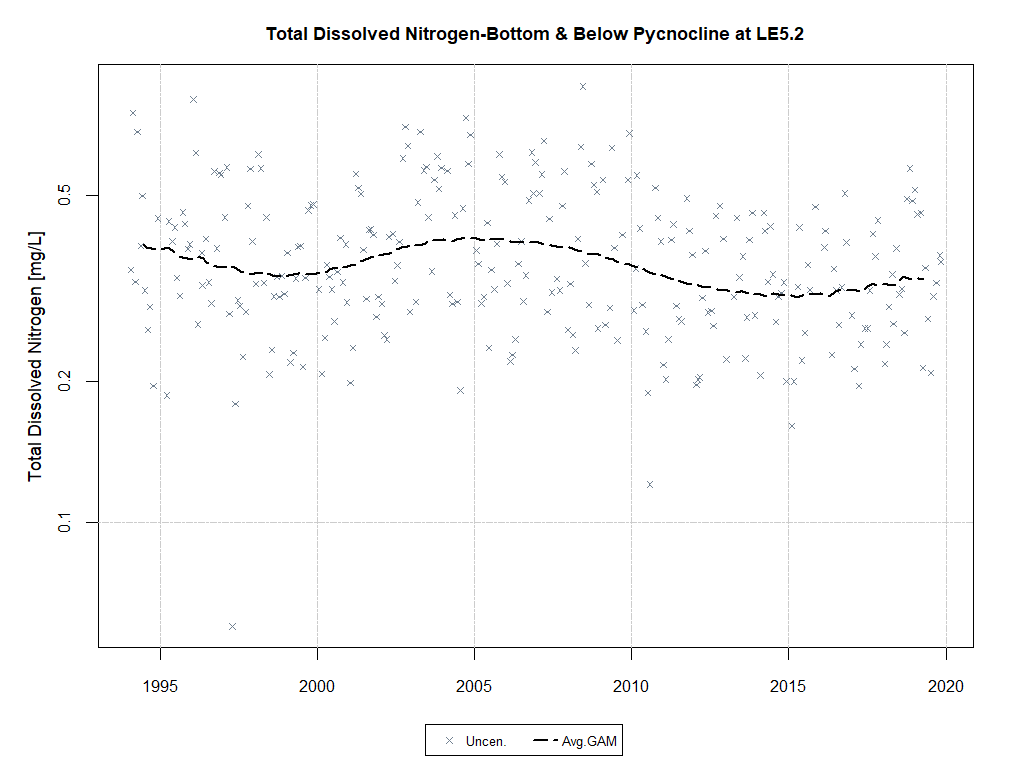 Total Dissolved Nitrogen-Bottom & Below Pycnocline at LE5.2
Total Dissolved Nitrogen [mg/L]
0.5
0.2
0.1
1995 2000 2005 2010 2015 2020
Uncen. Avg.GAM